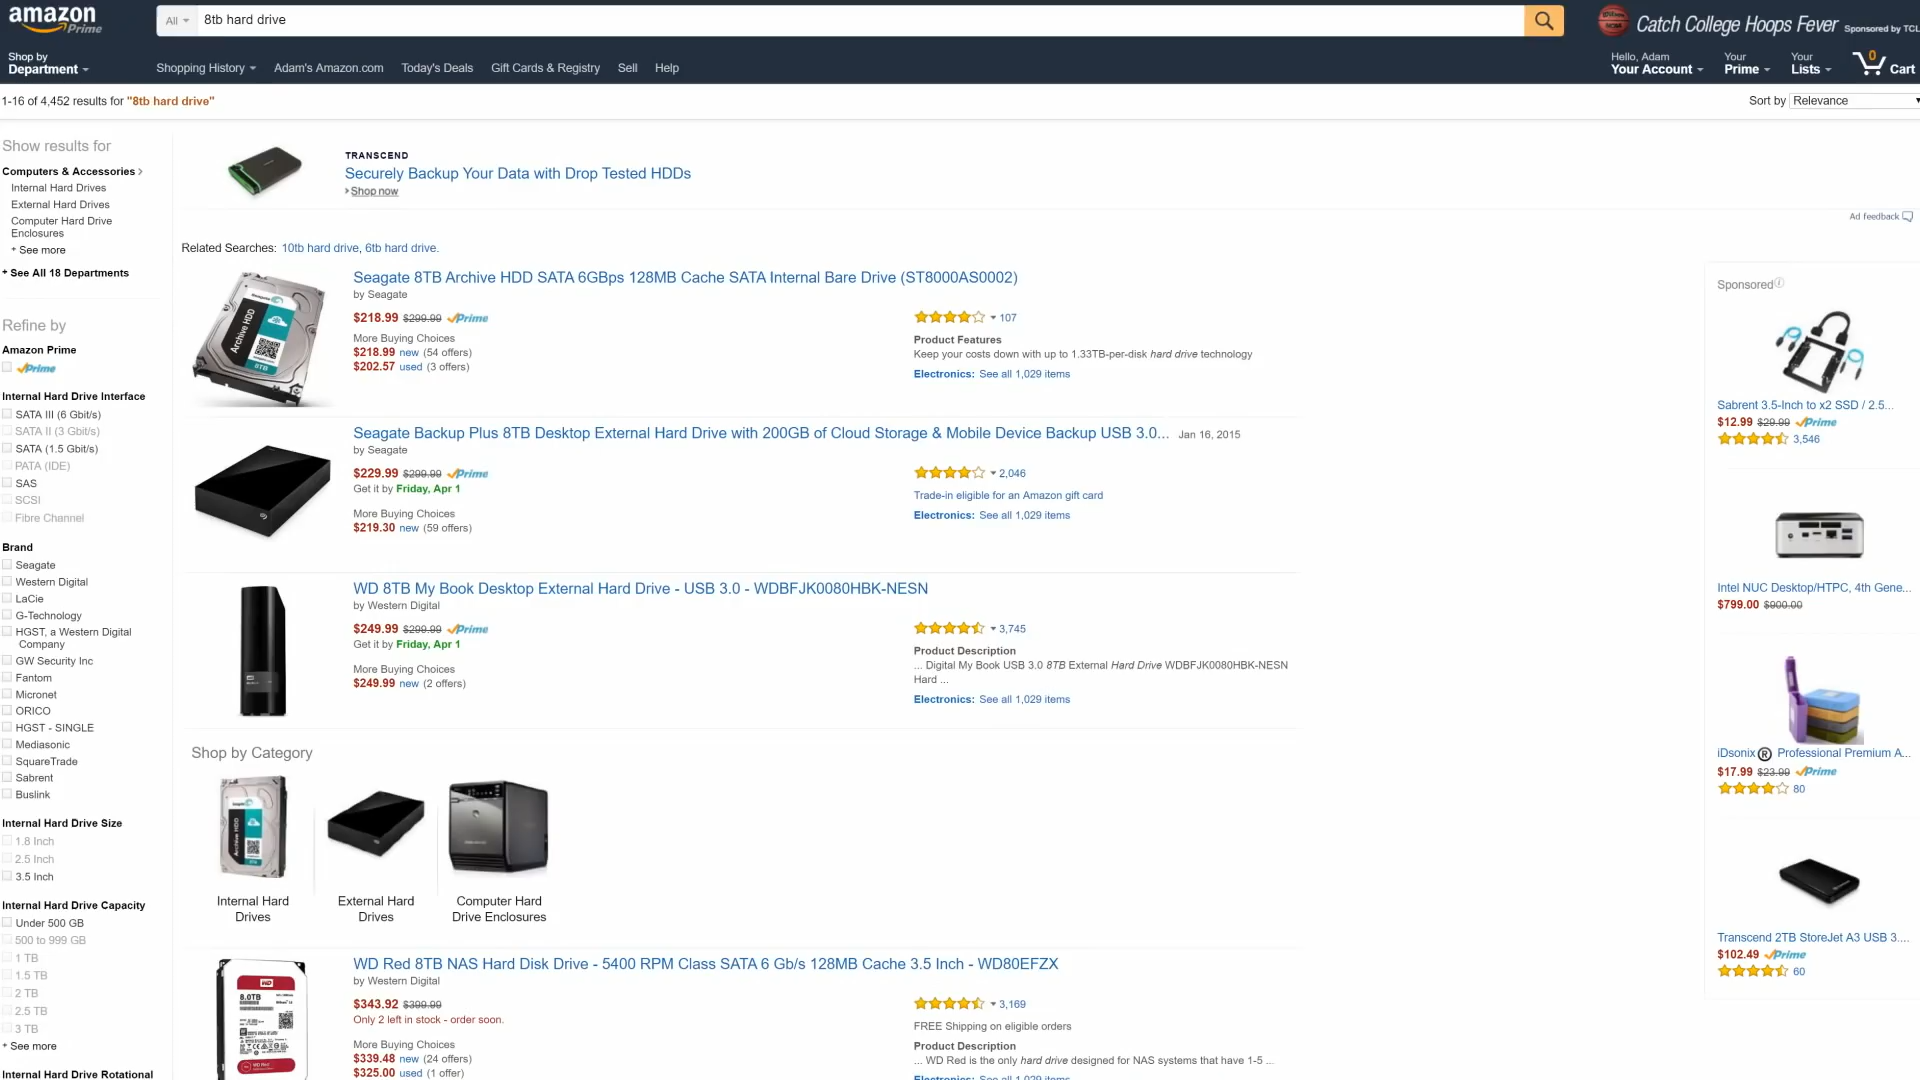 amazon
Prime
All
8tb hard drive
Catch College Hoops Fever Sponsored by TCL
Shop by
Department
Shopping History
Adam's Amazon.com
Today's Deals
Gift Cards & Registry
Sell
Help
Hello, Adam
Your Account
Your
Prime
Your
Lists
0
Cart
1-16 of 4,452 results for "8tb hard drive"
Sort by Relevance
Show results for
Computers & Accessories
Internal Hard Drives
External Hard Drives
Computer Hard Drive
Enclosures
+ See more
+ See All 18 Departments
Refine by
Amazon Prime
Prime
Internal Hard Drive Interface
SATA III (6 Gbit/s)
SATA II (3 Gbit/s)
SATA (1.5 Gbit/s)
PATA (IDE)
SAS
SCSI
Fibre Channel
Brand
Seagate
Western Digital
LaCie
G-Technology
HGST, a Western Digital
Company
GW Security Inc
Fantom
Micronet
ORICO
HGST - SINGLE
Mediasonic
SquareTrade
Sabrent
Buslink
Internal Hard Drive Size
1.8 Inch
2.5 Inch
3.5 Inch
Internal Hard Drive Capacity
Under 500 GB
500 to 999 GB
1 TB
1.5 TB
2 TB
2.5 TB
3 TB
+ See more
Internal Hard Drive Rotational
TRANSCEND
Securely Backup Your Data with Drop Tested HDDs
Shop now
Ad feedback
Related Searches: 10tb hard drive, 6tb hard drive.
Archive HDD
8TB
Seagate 8TB Archive HDD SATA 6GBps 128MB Cache SATA Internal Bare Drive (ST8000AS0002)
by Seagate
$218.99 $299.99 Prime
More Buying Choices
$218.99 new (54 offers)
$202.57 used (3 offers)
107
Product Features
Keep your costs down with up to 1.33TB-per-disk hard drive technology
Electronics: See all 1,029 items
Seagate Backup Plus 8TB Desktop External Hard Drive with 200GB of Cloud Storage & Mobile Device Backup USB 3.0... Jan 16, 2015
by Seagate
$229.99 $299.99 Prime
Get it by Friday, Apr 1
More Buying Choices
$219.30 new (59 offers)
2,046
Trade-in eligible for an Amazon gift card
Electronics: See all 1,029 items
WD 8TB My Book Desktop External Hard Drive - USB 3.0 - WDBFJK0080HBK-NESN
by Western Digital
$249.99 $299.99 Prime
Get it by Friday, Apr 1
More Buying Choices
$249.99 new (2 offers)
3,745
Product Description
... Digital My Book USB 3.0 8TB External Hard Drive WDBFJK0080HBK-NESN
Hard ...
Electronics: See all 1,029 items
Shop by Category
Archive HDD
Internal Hard
Drives
External Hard
Drives
Computer Hard
Drive Enclosures
WD
8.0TB
WD Red 8TB NAS Hard Disk Drive - 5400 RPM Class SATA 6 Gb/s 128MB Cache 3.5 Inch - WD80EFZX
by Western Digital
$343.92 $399.99
Only 2 left in stock - order soon.
More Buying Choices
$339.48 new (24 offers)
$325.00 used (1 offer)
3,169
FREE Shipping on eligible orders
Product Description
... WD Red is the only hard drive designed for NAS systems that have 1-5 ...
Electronics: See all 1,029 items
Sponsored
Sabrent 3.5-Inch to x2 SSD / 2.5...
$12.99 $29.99 Prime
3,546
Intel NUC Desktop/HTPC, 4th Gene...
$799.00 $900.00
iDsonix® Professional Premium A...
$17.99 $23.99 Prime
80
Transcend 2TB StoreJet A3 USB 3....
$102.49 Prime
60